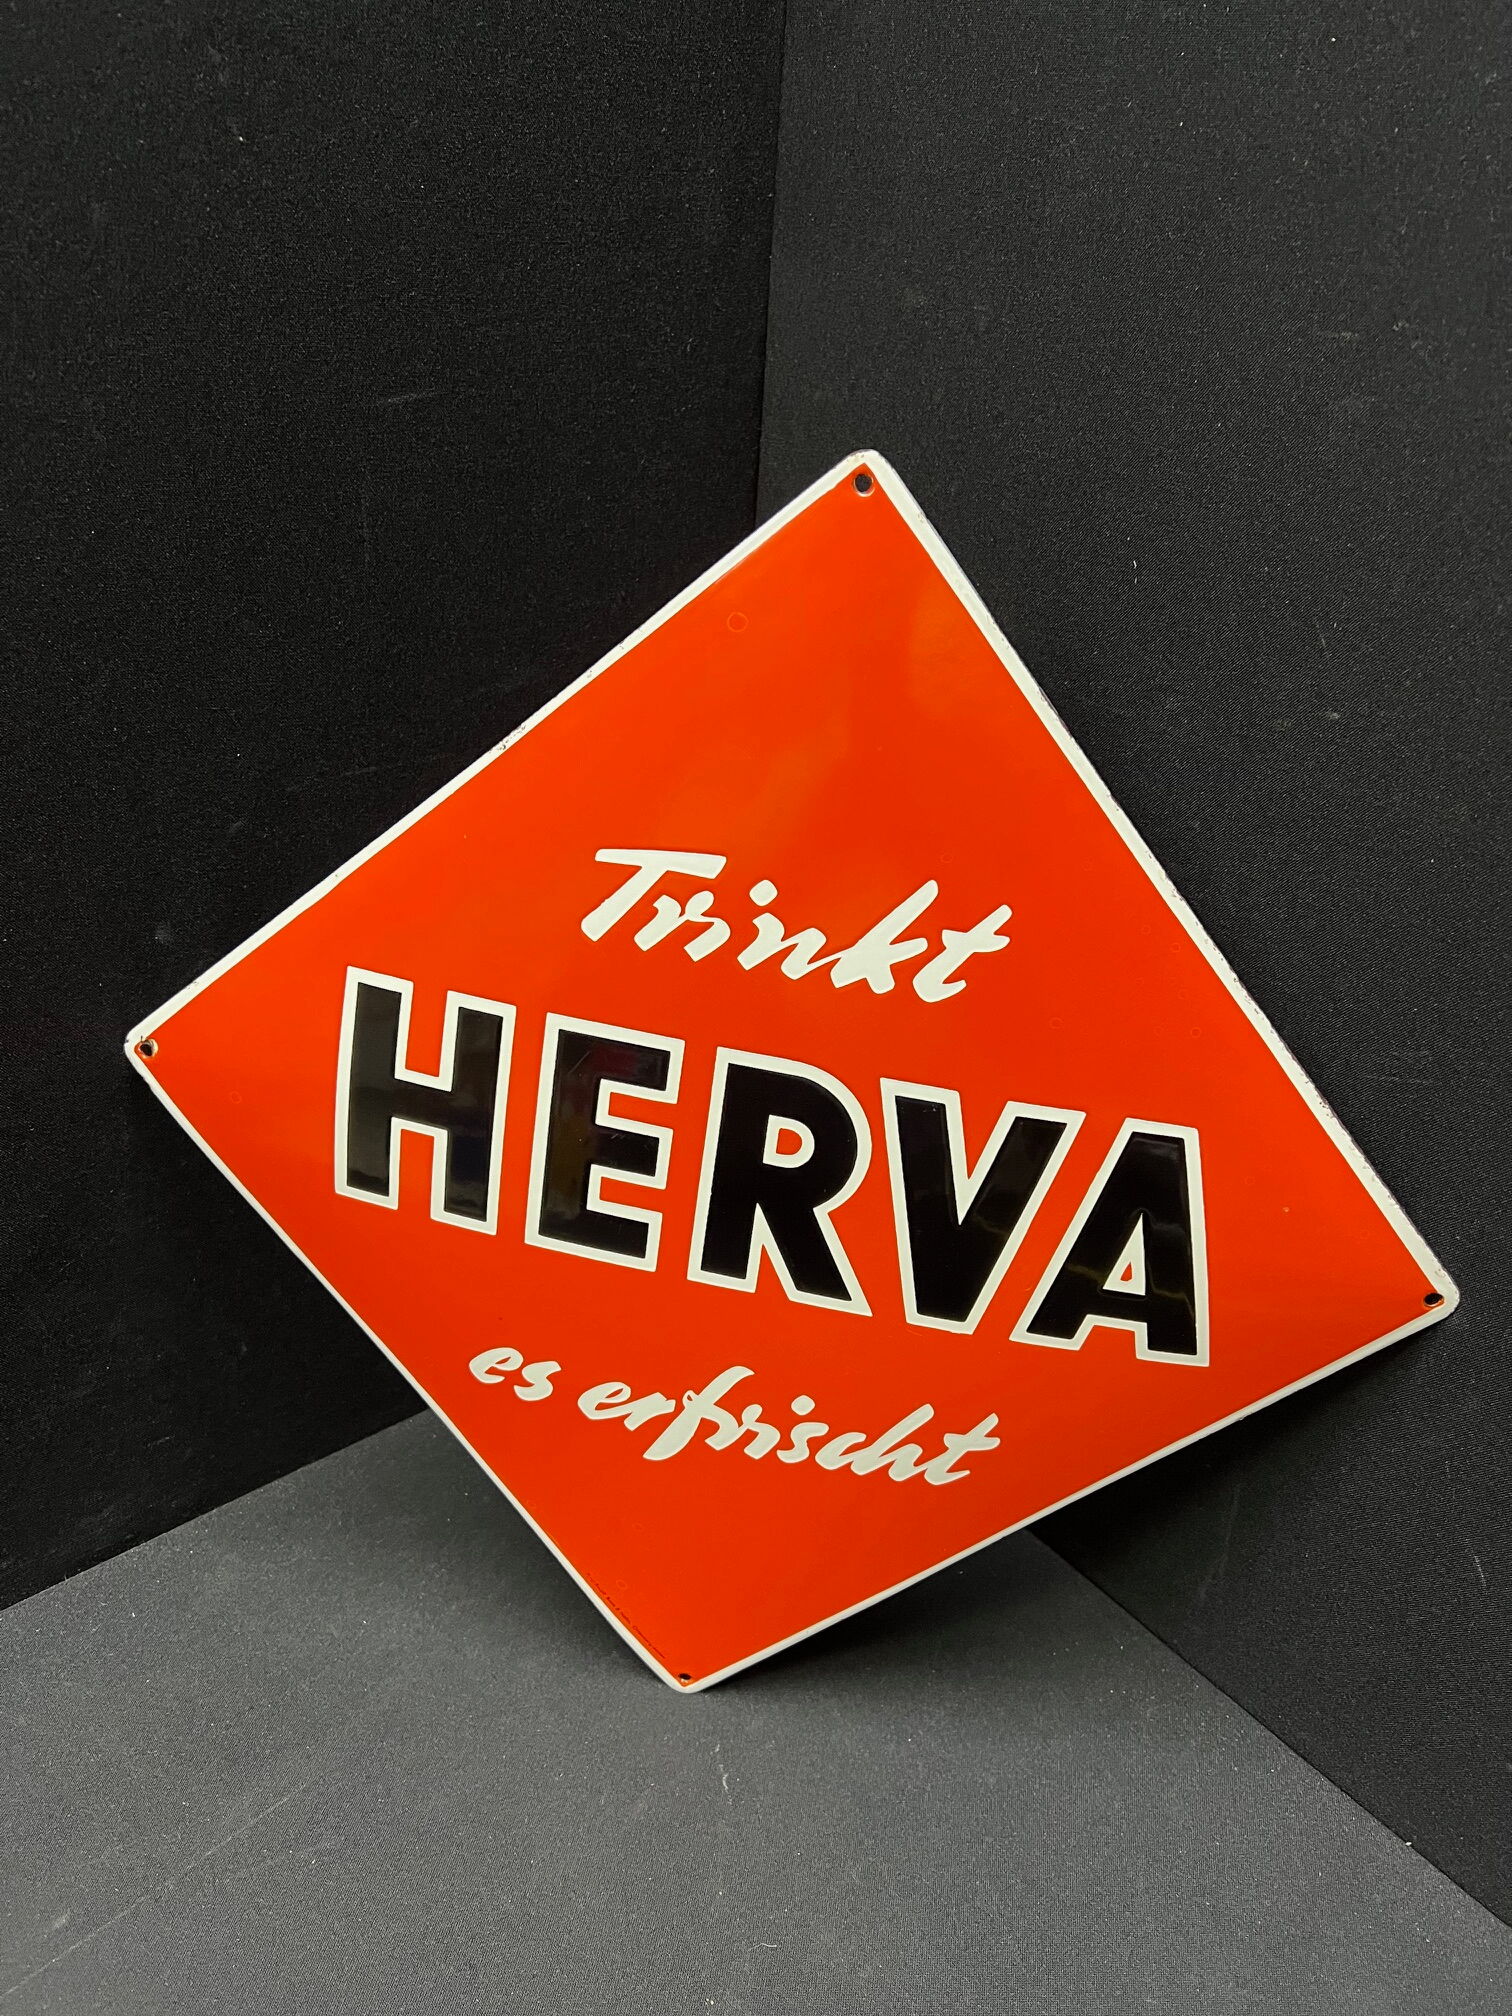 Trinkt
HERVA
es erfrischt